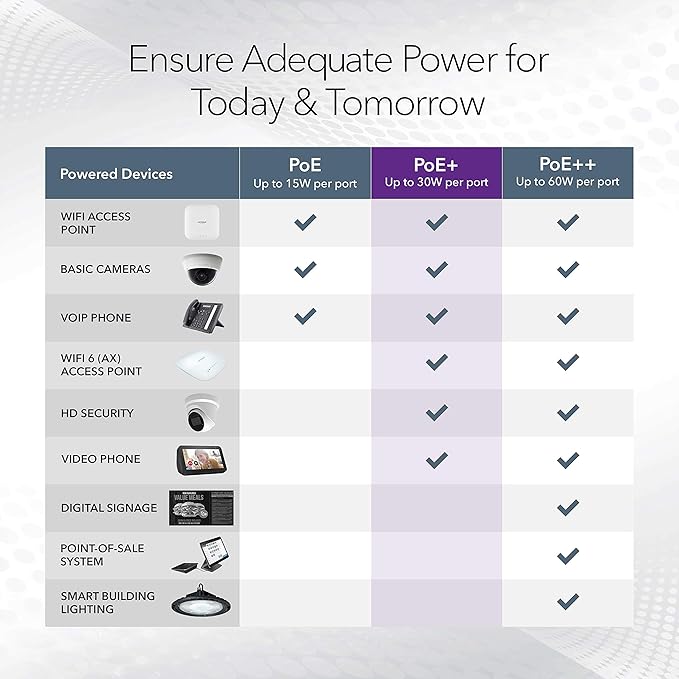 Ensure Adequate Power for
Today & Tomorrow
Powered Devices
PoE
Up to 15W per port
PoE+
Up to 30W per port
PoE++
Up to 60W per port
WIFI ACCESS
POINT
BASIC CAMERAS
VOIP PHONE
WIFI 6 (AX)
ACCESS POINT
HD SECURITY
VIDEO PHONE
DIGITAL SIGNAGE
VALUE MEALS
POINT-OF-SALE
SYSTEM
SMART BUILDING
LIGHTING